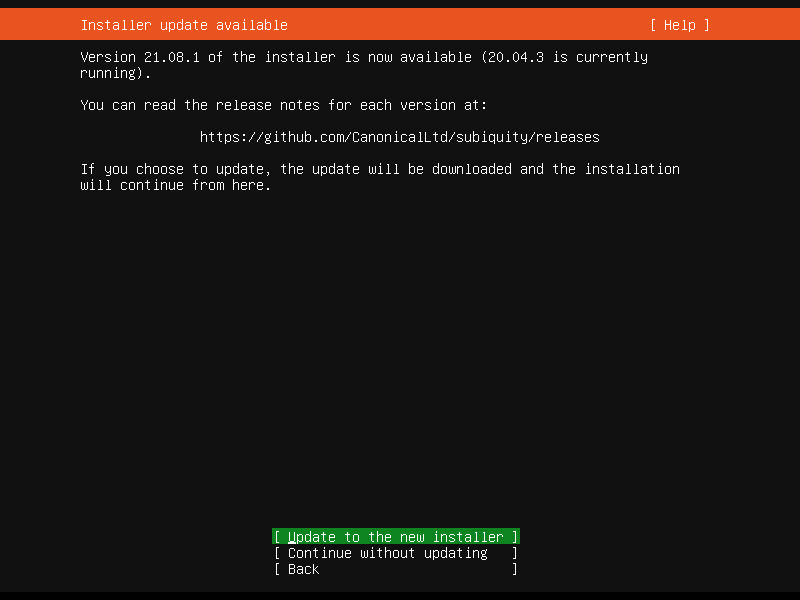 Installer update available [ Help ]
Version 21.08.1 of the installer is now available (20.04.3 is currently
running).
You can read the release notes for each version at:
https://github.com/CanonicalLtd/subiquity/releases
If you choose to update, the update will be downloaded and the installation
will continue from here.
[ Update to the new installer ]
[ Continue without updating ]
[ Back ]